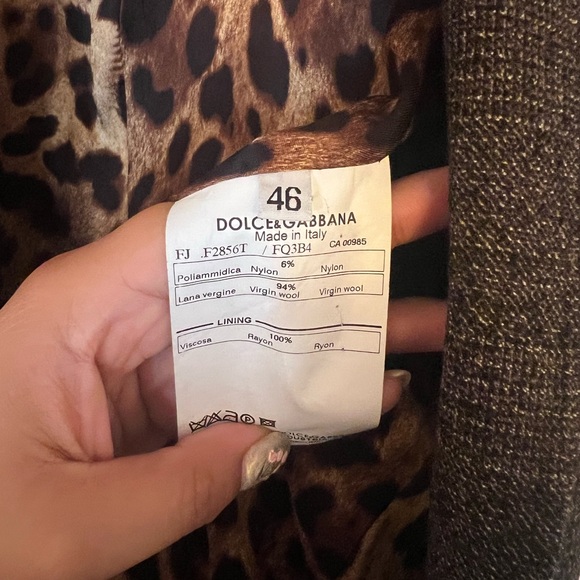 46
DOLCE&GABBANA
Made in Italy
FJ .F2856T / FQ3B4 CA 00985
6%
Poliammidica Nylon Nylon
94%
Lana vergine Virgin wool Virgin wool
LINING
100%
Viscosa Rayon Ryon